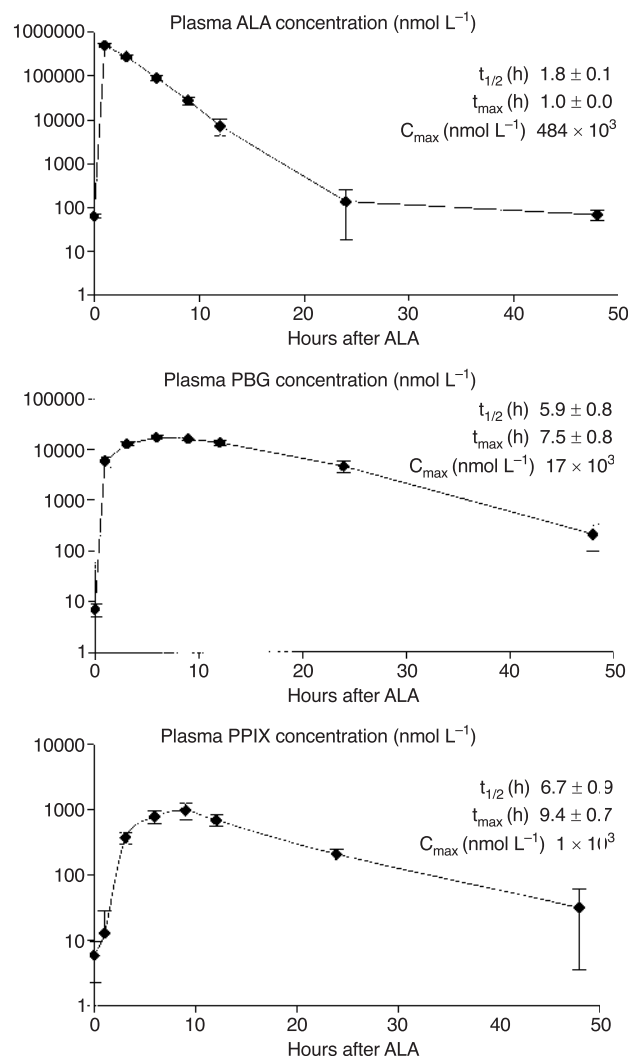 Plasma ALA concentration (nmol L⁻¹)
1000000
100000
10000
1000
100
10
1
t₁/₂ (h) 1.8 ± 0.1
tₘₐₓ (h) 1.0 ± 0.0
Cₘₐₓ (nmol L⁻¹) 484 × 10³
0 10 20 30 40 50
Hours after ALA
Plasma PBG concentration (nmol L⁻¹)
100000
10000
1000
100
10
1
t₁/₂ (h) 5.9 ± 0.8
tₘₐₓ (h) 7.5 ± 0.8
Cₘₐₓ (nmol L⁻¹) 17 × 10³
0 10 20 30 40 50
Hours after ALA
Plasma PPIX concentration (nmol L⁻¹)
10000
1000
100
10
1
t₁/₂ (h) 6.7 ± 0.9
tₘₐₓ (h) 9.4 ± 0.7
Cₘₐₓ (nmol L⁻¹) 1 × 10³
0 10 20 30 40 50
Hours after ALA